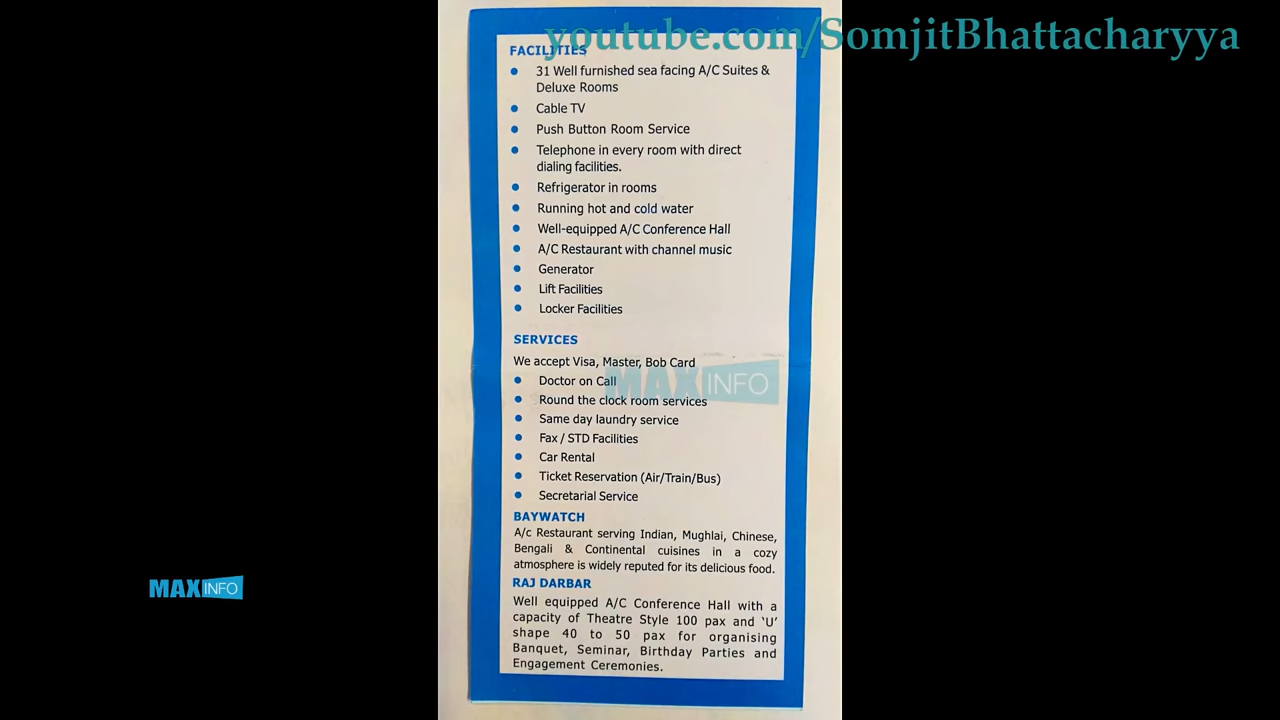 youtube.com/SomjitBhattacharyya
FACILITIES
31 Well furnished sea facing A/C Suites &
Deluxe Rooms
Cable TV
Push Button Room Service
Telephone in every room with direct
dialing facilities.
Refrigerator in rooms
Running hot and cold water
Well-equipped A/C Conference Hall
A/C Restaurant with channel music
Generator
Lift Facilities
Locker Facilities
SERVICES
We accept Visa, Master, Bob Card
MAX INFO
Doctor on Call
Round the clock room services
Same day laundry service
Fax / STD Facilities
Car Rental
Ticket Reservation (Air/Train/Bus)
Secretarial Service
BAYWATCH
A/c Restaurant serving Indian, Mughlai, Chinese,
Bengali & Continental cuisines in a cozy
atmosphere is widely reputed for its delicious food.
RAJ DARBAR
Well equipped A/C Conference Hall with a
capacity of Theatre Style 100 pax and ‘U’
shape 40 to 50 pax for organising
Banquet, Seminar, Birthday Parties and
Engagement Ceremonies.
MAX INFO